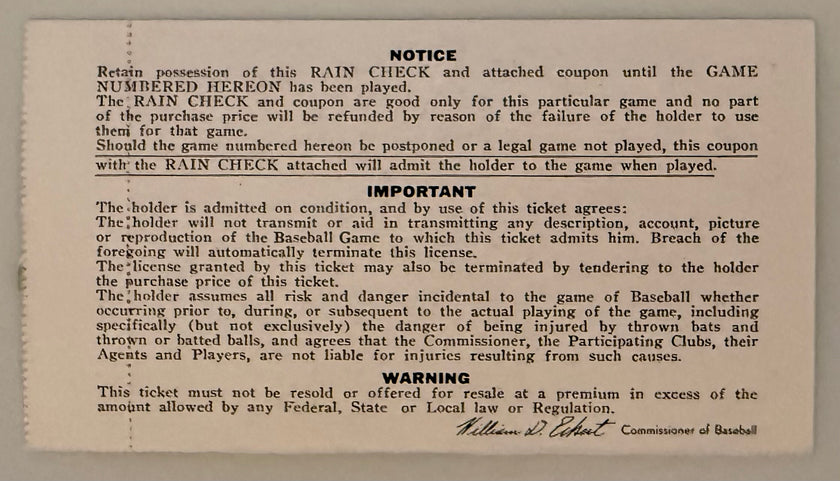 NOTICE
Retain possession of this RAIN CHECK and attached coupon until the GAME
NUMBERED HEREON has been played.
The RAIN CHECK and coupon are good only for this particular game and no part
of the purchase price will be refunded by reason of the failure of the holder to use
them for that game.
Should the game numbered hereon be postponed or a legal game not played, this coupon
with the RAIN CHECK attached will admit the holder to the game when played.
IMPORTANT
The holder is admitted on condition, and by use of this ticket agrees:
The holder will not transmit or aid in transmitting any description, account, picture
or reproduction of the Baseball Game to which this ticket admits him. Breach of the
foregoing will automatically terminate this license.
The license granted by this ticket may also be terminated by tendering to the holder
the purchase price of this ticket.
The holder assumes all risk and danger incidental to the game of Baseball whether
occurring prior to, during, or subsequent to the actual playing of the game, including
specifically (but not exclusively) the danger of being injured by thrown bats and
thrown or batted balls, and agrees that the Commissioner, the Participating Clubs, their
Agents and Players, are not liable for injuries resulting from such causes.
WARNING
This ticket must not be resold or offered for resale at a premium in excess of the
amount allowed by any Federal, State or Local law or Regulation.
William D. Eckert Commissioner of Baseball